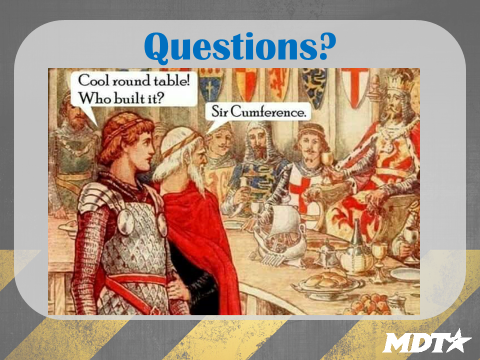 Questions?
Cool round table!
Who built it?
Sir Cumference.
MDT